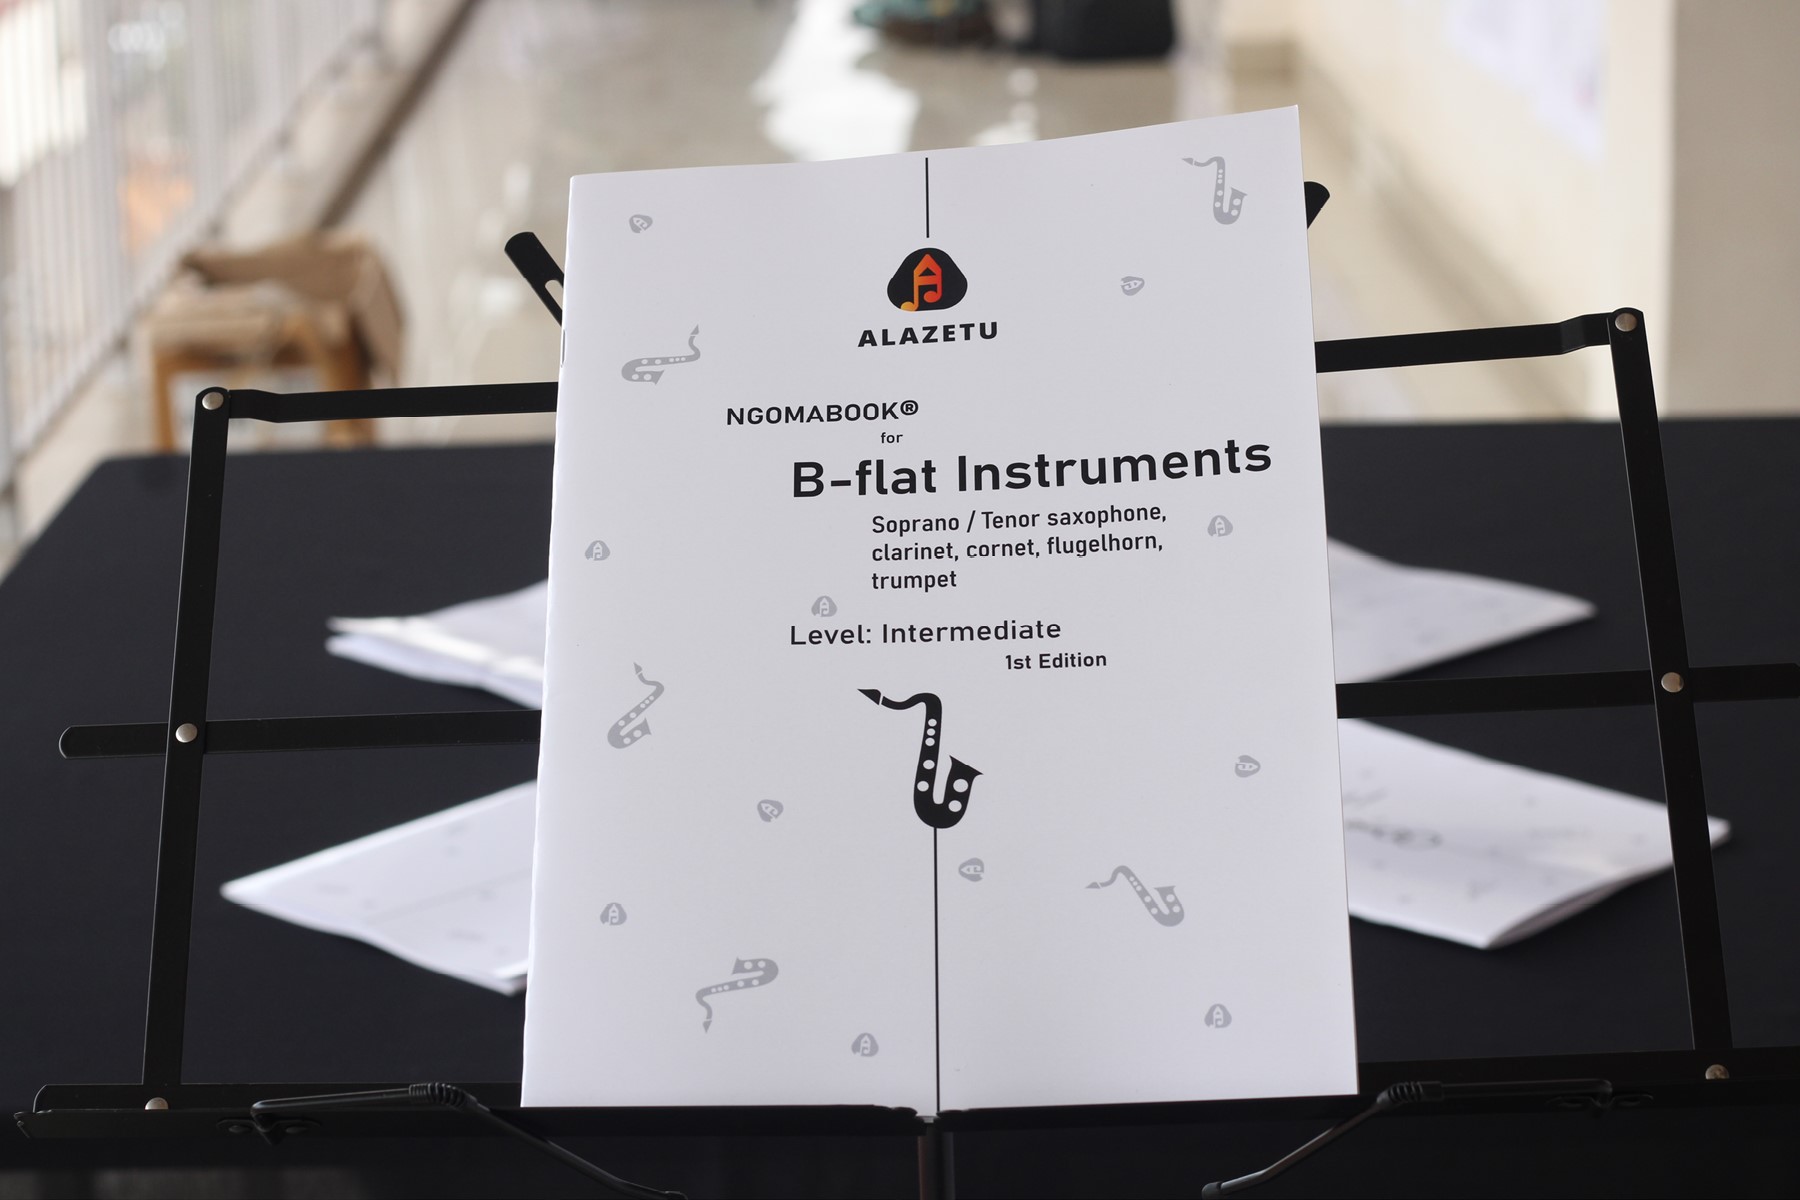 ALAZETU
NGOMABOOK®
for
B-flat Instruments
Soprano / Tenor saxophone,
clarinet, cornet, flugelhorn,
trumpet
Level: Intermediate
1st Edition